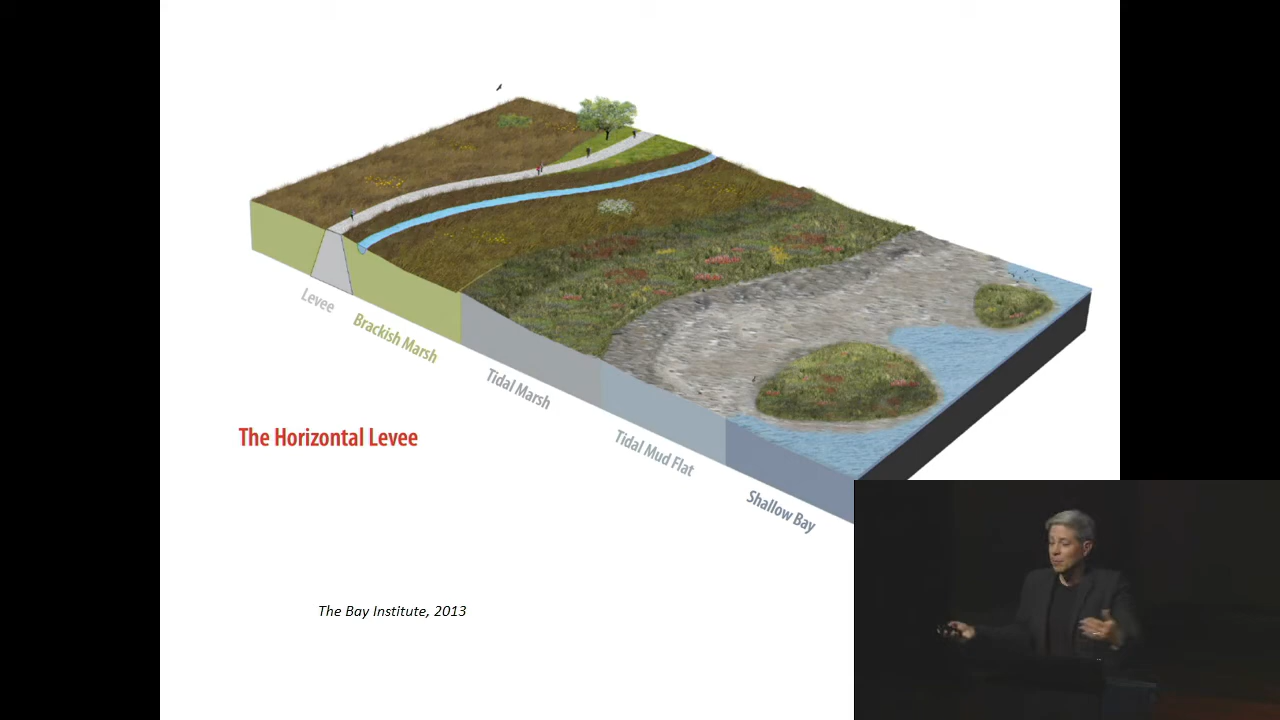 Levee
Brackish Marsh
Tidal Marsh
Tidal Mud Flat
Shallow Bay
The Horizontal Levee
The Bay Institute, 2013